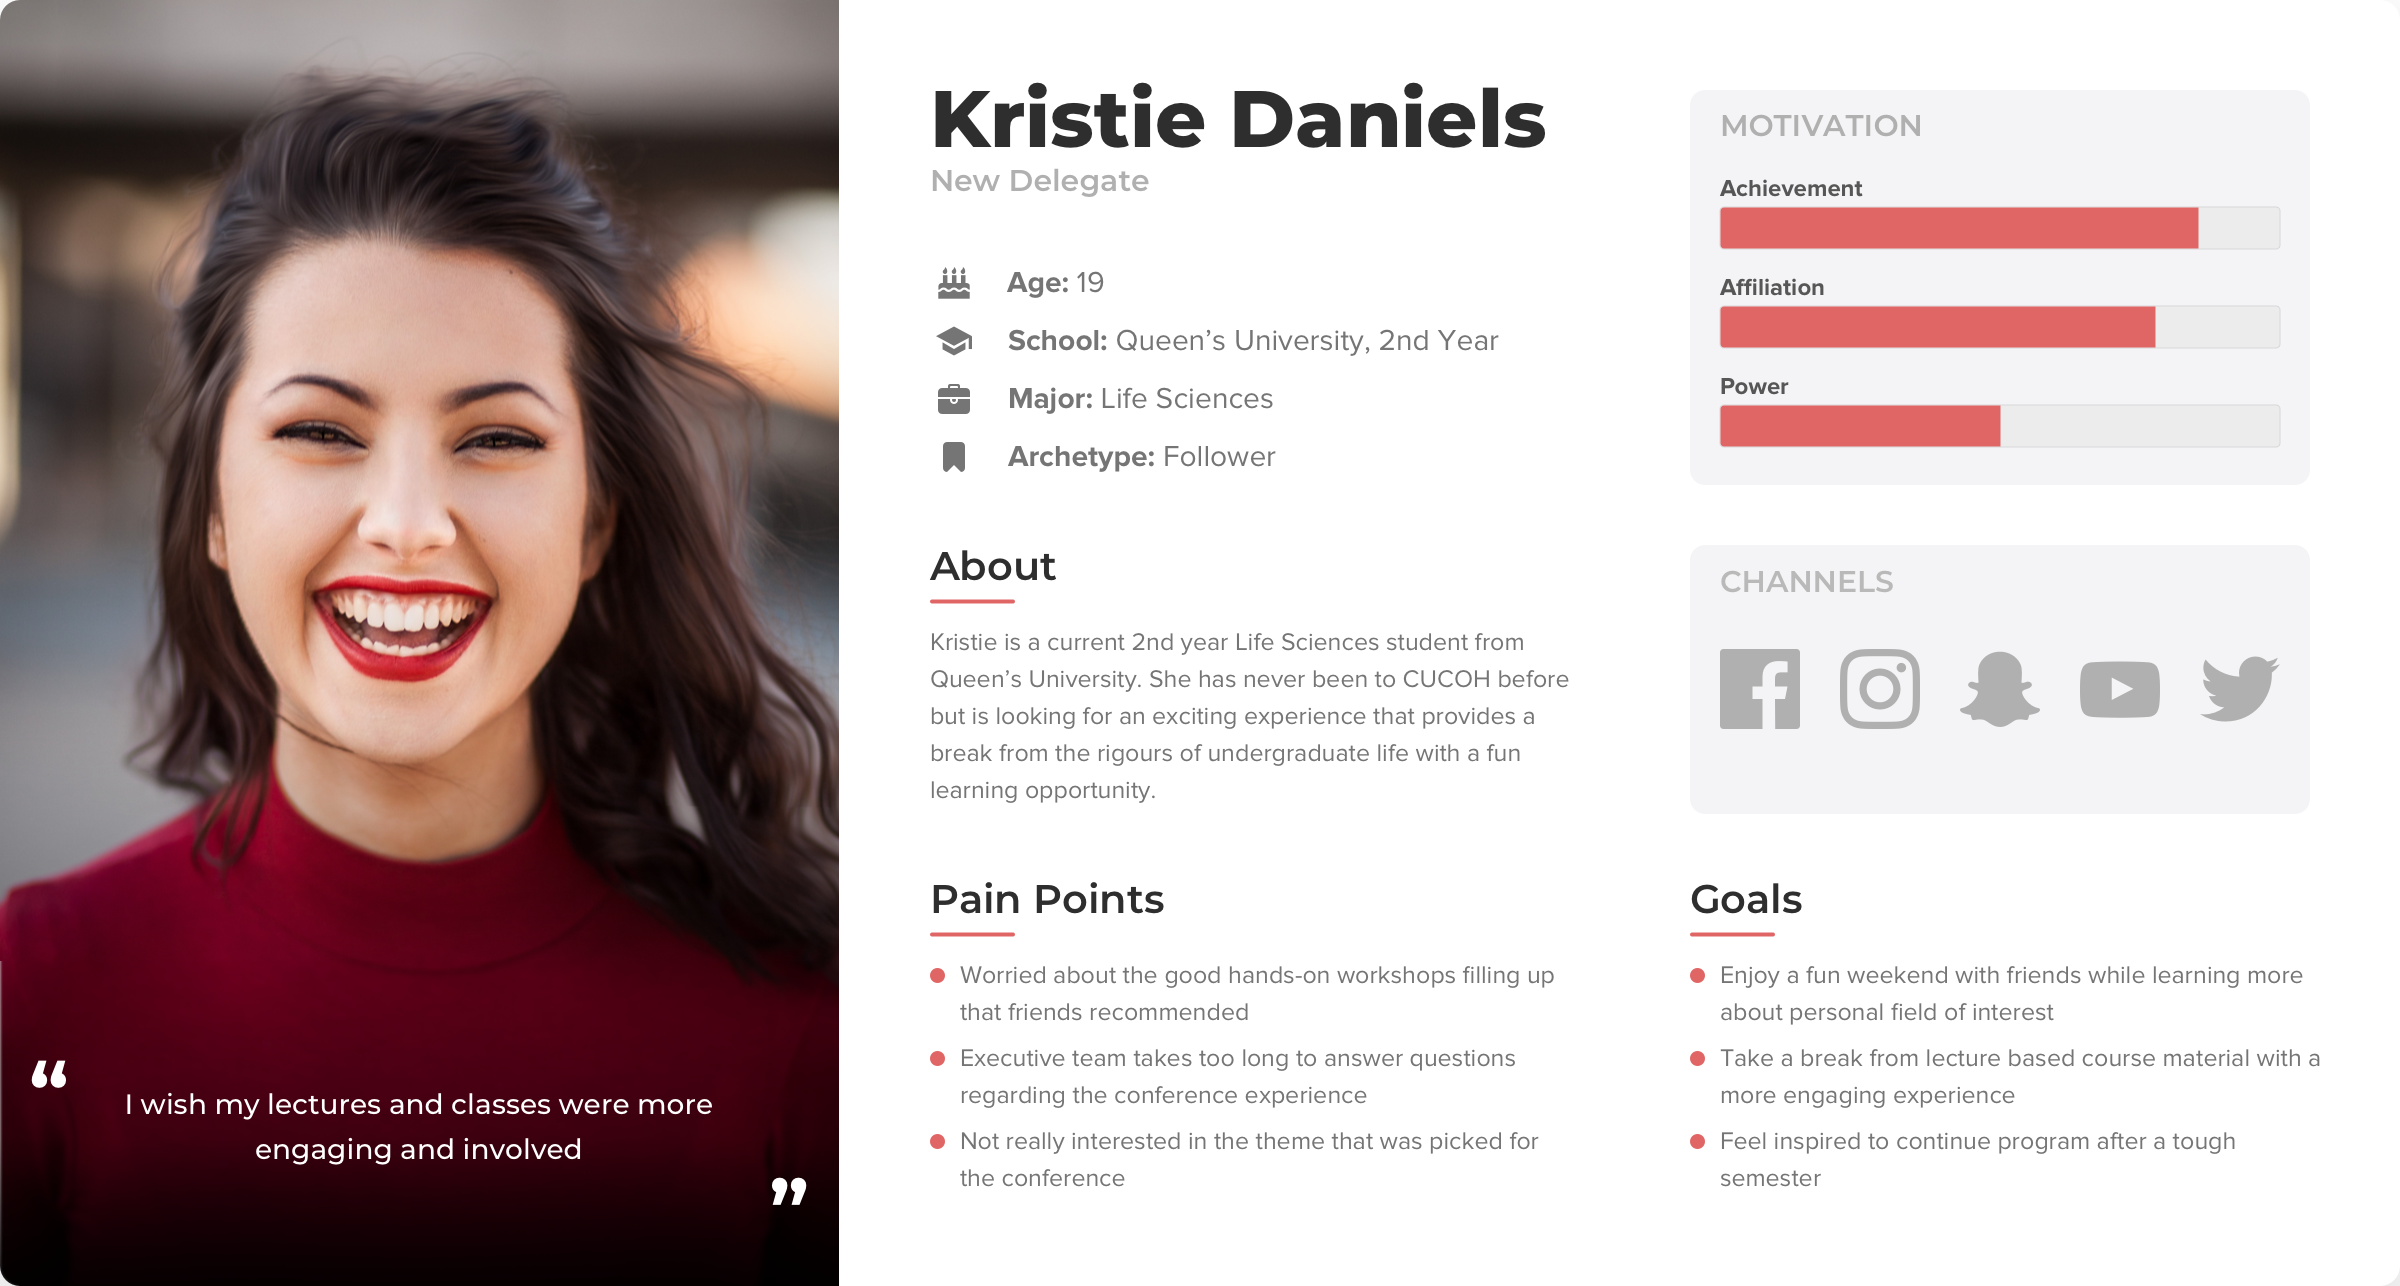 Kristie Daniels
New Delegate
Age: 19
School: Queen’s University, 2nd Year
Major: Life Sciences
Archetype: Follower
MOTIVATION
Achievement
Affiliation
Power
About
Kristie is a current 2nd year Life Sciences student from
Queen’s University. She has never been to CUCOH before
but is looking for an exciting experience that provides a
break from the rigours of undergraduate life with a fun
learning opportunity.
CHANNELS
Pain Points
Worried about the good hands-on workshops filling up
that friends recommended
Executive team takes too long to answer questions
regarding the conference experience
Not really interested in the theme that was picked for
the conference
Goals
Enjoy a fun weekend with friends while learning more
about personal field of interest
Take a break from lecture based course material with a
more engaging experience
Feel inspired to continue program after a tough
semester
“
I wish my lectures and classes were more
engaging and involved
”